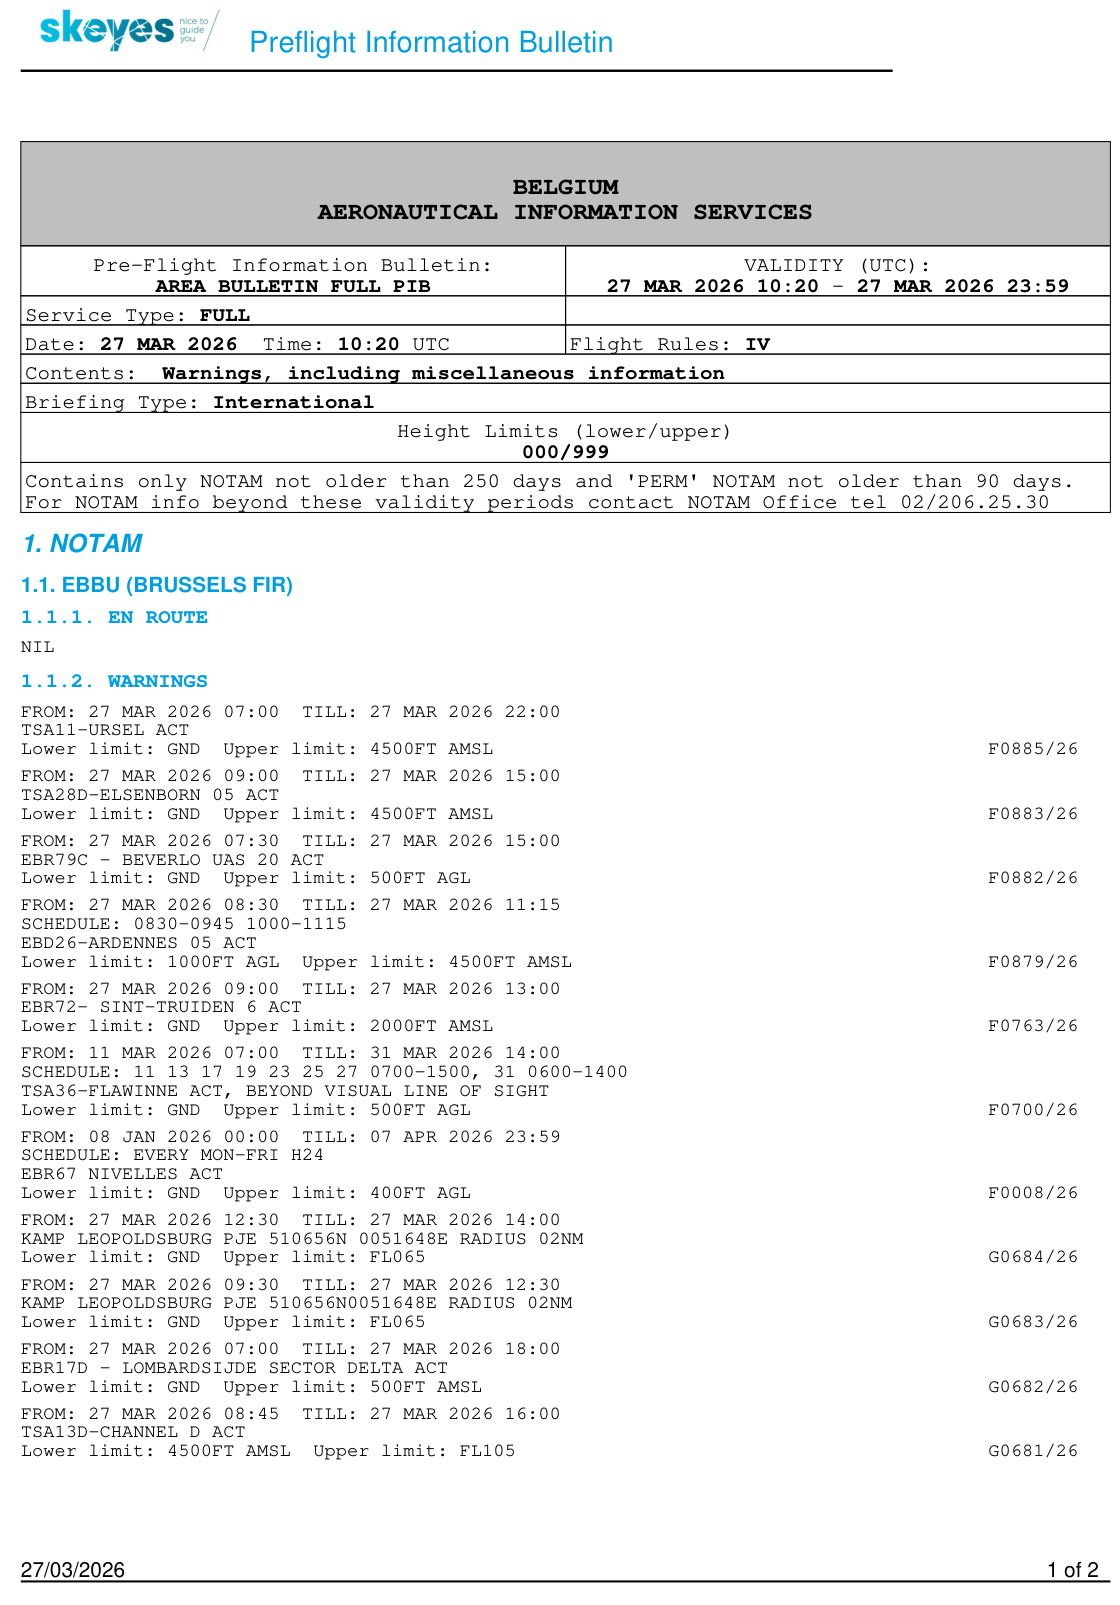 skeyes nice to guide you
Preflight Information Bulletin
BELGIUM
AERONAUTICAL INFORMATION SERVICES
Pre-Flight Information Bulletin:
AREA BULLETIN FULL PIB
VALIDITY (UTC):
27 MAR 2026 10:20 - 27 MAR 2026 23:59
Service Type: FULL
Date: 27 MAR 2026  Time: 10:20 UTC
Flight Rules: IV
Contents:  Warnings, including miscellaneous information
Briefing Type: International
Height Limits (lower/upper)
000/999
Contains only NOTAM not older than 250 days and 'PERM' NOTAM not older than 90 days.
For NOTAM info beyond these validity periods contact NOTAM Office tel 02/206.25.30
1. NOTAM
1.1. EBBU (BRUSSELS FIR)
1.1.1. EN ROUTE
NIL
1.1.2. WARNINGS
FROM: 27 MAR 2026 07:00  TILL: 27 MAR 2026 22:00
TSA11-URSEL ACT
Lower limit: GND  Upper limit: 4500FT AMSL F0885/26
FROM: 27 MAR 2026 09:00  TILL: 27 MAR 2026 15:00
TSA28D-ELSENBORN 05 ACT
Lower limit: GND  Upper limit: 4500FT AMSL F0883/26
FROM: 27 MAR 2026 07:30  TILL: 27 MAR 2026 15:00
EBR79C - BEVERLO UAS 20 ACT
Lower limit: GND  Upper limit: 500FT AGL F0882/26
FROM: 27 MAR 2026 08:30  TILL: 27 MAR 2026 11:15
SCHEDULE: 0830-0945 1000-1115
EBD26-ARDENNES 05 ACT
Lower limit: 1000FT AGL  Upper limit: 4500FT AMSL F0879/26
FROM: 27 MAR 2026 09:00  TILL: 27 MAR 2026 13:00
EBR72- SINT-TRUIDEN 6 ACT
Lower limit: GND  Upper limit: 2000FT AMSL F0763/26
FROM: 11 MAR 2026 07:00  TILL: 31 MAR 2026 14:00
SCHEDULE: 11 13 17 19 23 25 27 0700-1500, 31 0600-1400
TSA36-FLAWINNE ACT, BEYOND VISUAL LINE OF SIGHT
Lower limit: GND  Upper limit: 500FT AGL F0700/26
FROM: 08 JAN 2026 00:00  TILL: 07 APR 2026 23:59
SCHEDULE: EVERY MON-FRI H24
EBR67 NIVELLES ACT
Lower limit: GND  Upper limit: 400FT AGL F0008/26
FROM: 27 MAR 2026 12:30  TILL: 27 MAR 2026 14:00
KAMP LEOPOLDSBURG PJE 510656N 0051648E RADIUS 02NM
Lower limit: GND  Upper limit: FL065 G0684/26
FROM: 27 MAR 2026 09:30  TILL: 27 MAR 2026 12:30
KAMP LEOPOLDSBURG PJE 510656N0051648E RADIUS 02NM
Lower limit: GND  Upper limit: FL065 G0683/26
FROM: 27 MAR 2026 07:00  TILL: 27 MAR 2026 18:00
EBR17D - LOMBARDSIJDE SECTOR DELTA ACT
Lower limit: GND  Upper limit: 500FT AMSL G0682/26
FROM: 27 MAR 2026 08:45  TILL: 27 MAR 2026 16:00
TSA13D-CHANNEL D ACT
Lower limit: 4500FT AMSL  Upper limit: FL105 G0681/26
27/03/2026 1 of 2